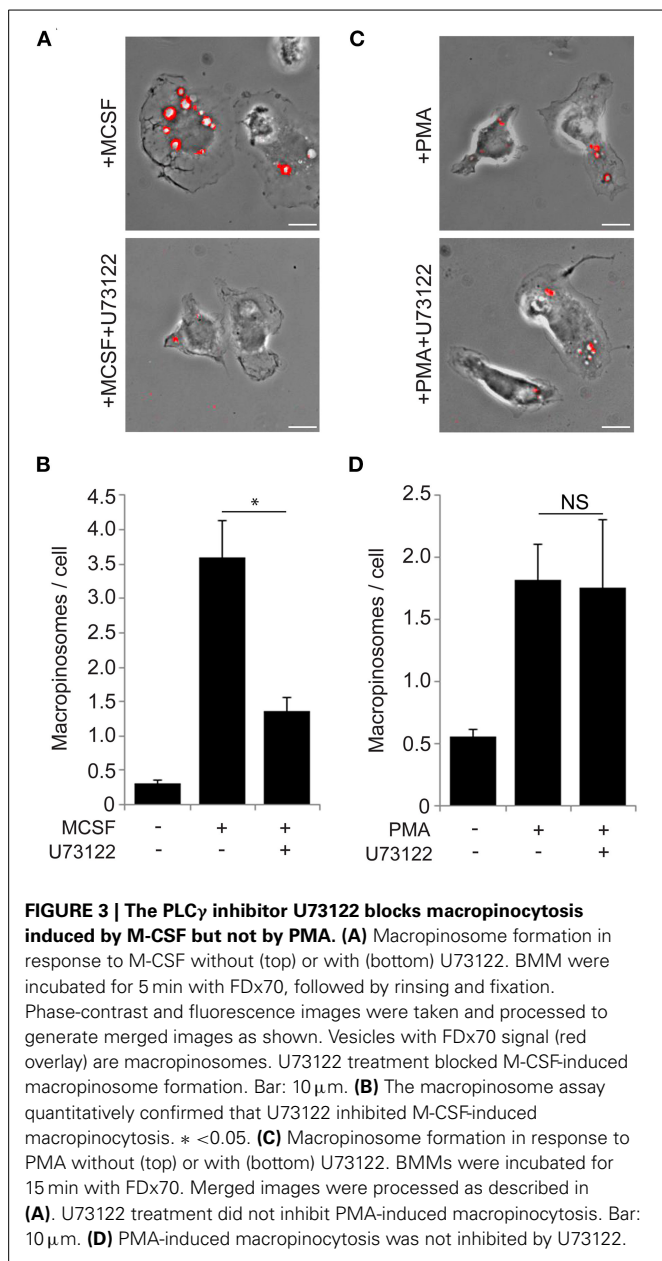 A
C
+MCSF
+PMA
+MCSF+U73122
+PMA+U73122
B
Macropinosomes / cell
4.5
4.0
3.5
3.0
2.5
2.0
1.5
1.0
0.5
0
*
MCSF - + +
U73122 - - +
D
Macropinosomes / cell
2.5
2.0
1.5
1.0
0.5
0
NS
PMA - + +
U73122 - - +
FIGURE 3 | The PLCγ inhibitor U73122 blocks macropinocytosis
induced by M-CSF but not by PMA. (A) Macropinosome formation in
response to M-CSF without (top) or with (bottom) U73122. BMM were
incubated for 5 min with FDx70, followed by rinsing and fixation.
Phase-contrast and fluorescence images were taken and processed to
generate merged images as shown. Vesicles with FDx70 signal (red
overlay) are macropinosomes. U73122 treatment blocked M-CSF-induced
macropinosome formation. Bar: 10 μm. (B) The macropinosome assay
quantitatively confirmed that U73122 inhibited M-CSF-induced
macropinocytosis. * <0.05. (C) Macropinosome formation in response to
PMA without (top) or with (bottom) U73122. BMMs were incubated for
15 min with FDx70. Merged images were processed as described in
(A). U73122 treatment did not inhibit PMA-induced macropinocytosis. Bar:
10 μm. (D) PMA-induced macropinocytosis was not inhibited by U73122.